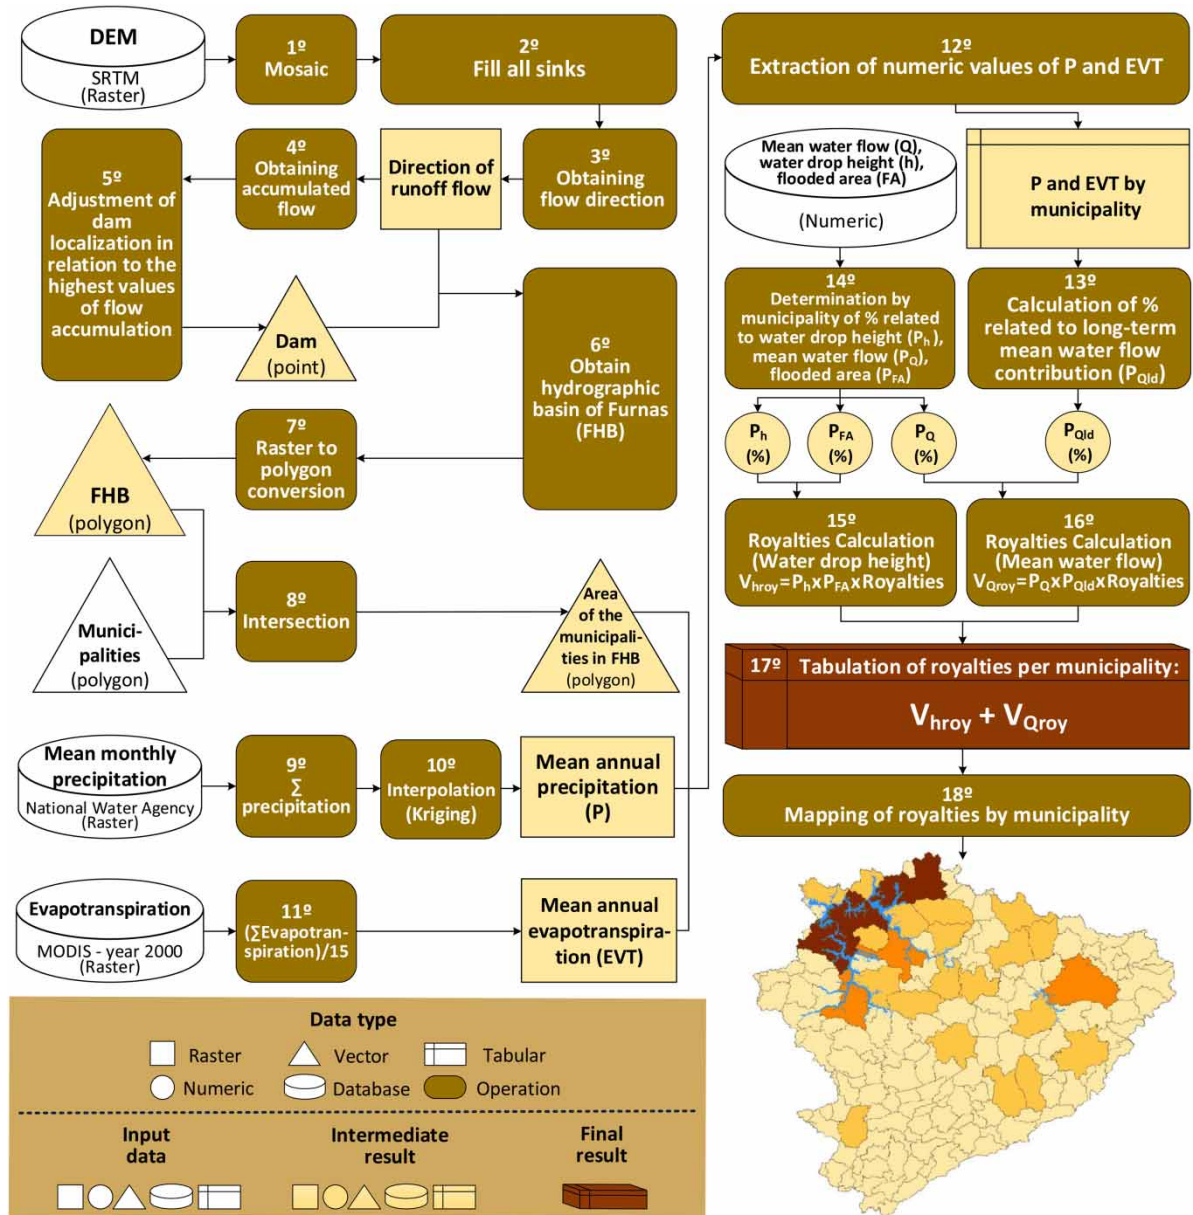 DEM
SRTM
(Raster)
1º
Mosaic
2º
Fill all sinks
3º
Obtaining
flow direction
Direction of
runoff flow
4º
Obtaining
accumulated
flow
5º
Adjustment of
dam
localization in
relation to the
highest values
of flow
accumulation
Dam
(point)
6º
Obtain
hydrographic
basin of Furnas
(FHB)
7º
Raster to
polygon
conversion
FHB
(polygon)
Munici-
palities
(polygon)
8º
Intersection
Area
of the
municipali-
ties in FHB
(polygon)
Mean monthly
precipitation
National Water Agency
(Raster)
9º
∑
precipitation
10º
Interpolation
(Kriging)
Mean annual
precipitation
(P)
Evapotranspiration
MODIS - year 2000
(Raster)
11º
(∑Evapotran-
spiration)/15
Mean annual
evapotranspira-
tion (EVT)
12º
Extraction of numeric values of P and EVT
Mean water flow (Q),
water drop height (h),
flooded area (FA)
(Numeric)
P and EVT by
municipality
13º
Calculation of %
related to long-term
mean water flow
contribution (PQld)
14º
Determination by
municipality of % related
to water drop height (Ph),
mean water flow (PQ),
flooded area (PFA)
Ph
(%)
PFA
(%)
PQ
(%)
PQld
(%)
15º
Royalties Calculation
(Water drop height)
Vhroy=PhxPFAxRoyalties
16º
Royalties Calculation
(Mean water flow)
VQroy=PQxPQldxRoyalties
17º Tabulation of royalties per municipality:
Vhroy + VQroy
18º
Mapping of royalties by municipality
Data type
Raster Vector Tabular
Numeric Database Operation
Input
data
Intermediate
result
Final
result